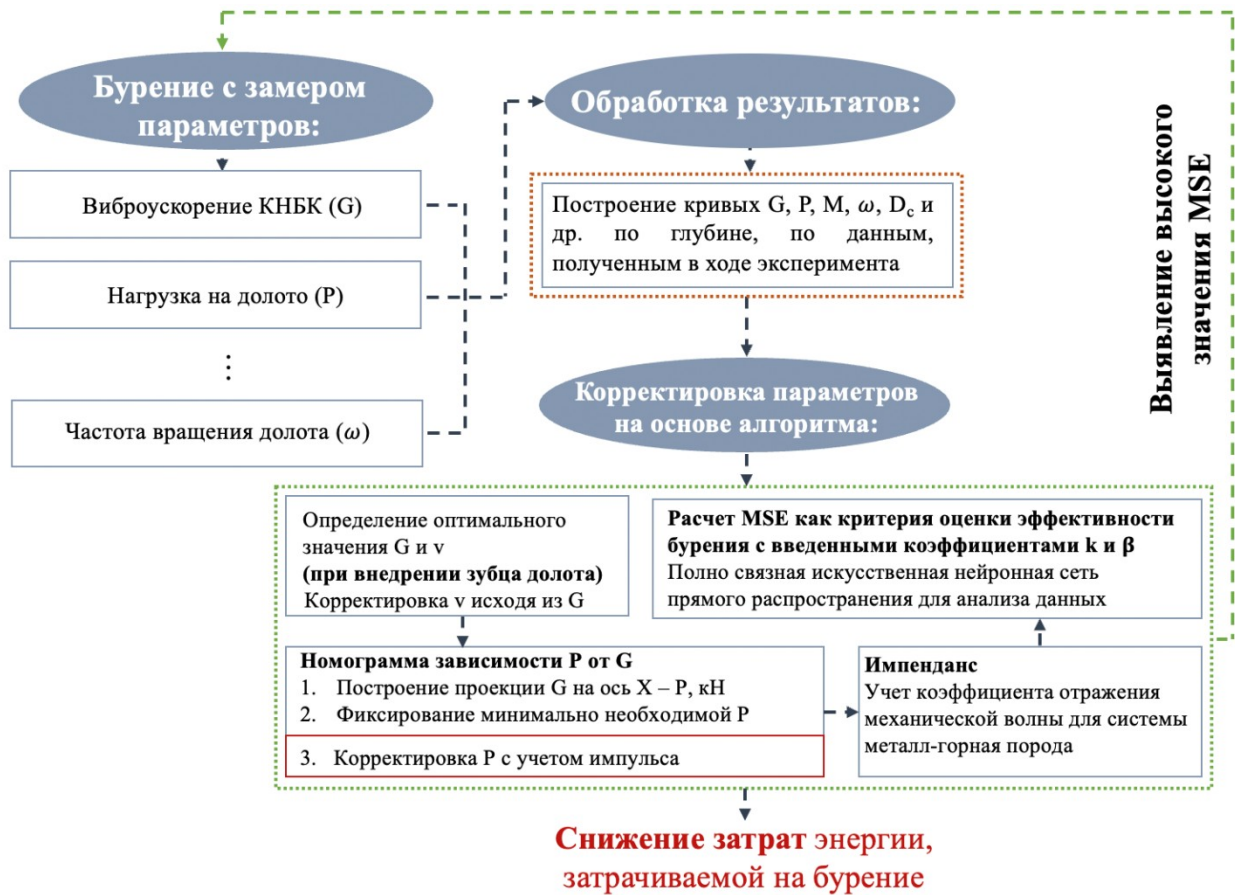 Бурение с замером
параметров:
Виброускорение КНБК (G)
Нагрузка на долото (P)
⋮
Частота вращения долота (ω)
Обработка результатов:
Построение кривых G, P, M, ω, Dc и
др. по глубине, по данным,
полученным в ходе эксперимента
Корректировка параметров
на основе алгоритма:
Выявление высокого
значения MSE
Определение оптимального
значения G и v
(при внедрении зубца долота)
Корректировка v исходя из G
Расчет MSE как критерия оценки эффективности
бурения с введенными коэффициентами k и β
Полно связная искусственная нейронная сеть
прямого распространения для анализа данных
Номограмма зависимости P от G
1. Построение проекции G на ось X – P, кН
2. Фиксирование минимально необходимой P
3. Корректировка P с учетом импульса
Импенданс
Учет коэффициента отражения
механической волны для системы
металл-горная порода
Снижение затрат энергии,
затрачиваемой на бурение